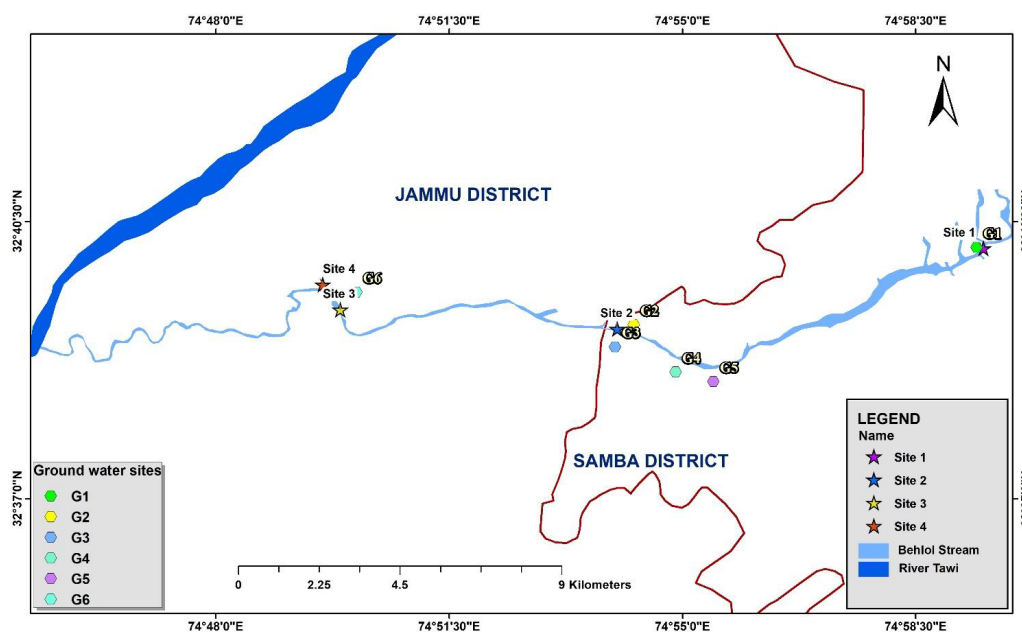 74°48'0"E 74°51'30"E 74°55'0"E 74°58'30"E
N
JAMMU DISTRICT
32°40'30"N
Site 1 G1
Site 4
G6
Site 3
Site 2 G2
G3
G4
G5
SAMBA DISTRICT
32°37'0"N
Ground water sites
G1
G2
G3
G4
G5
G6
0 2.25 4.5 9 Kilometers
LEGEND
Name
Site 1
Site 2
Site 3
Site 4
Behlol Stream
River Tawi
74°48'0"E 74°51'30"E 74°55'0"E 74°58'30"E